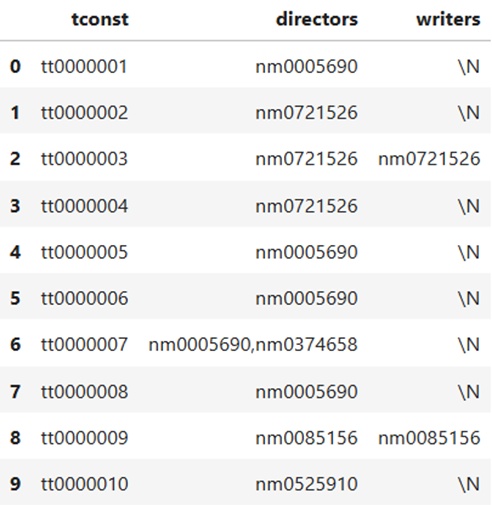 tconst directors writers
0 tt0000001 nm0005690 \N
1 tt0000002 nm0721526 \N
2 tt0000003 nm0721526 nm0721526
3 tt0000004 nm0721526 \N
4 tt0000005 nm0005690 \N
5 tt0000006 nm0005690 \N
6 tt0000007 nm0005690,nm0374658 \N
7 tt0000008 nm0005690 \N
8 tt0000009 nm0085156 nm0085156
9 tt0000010 nm0525910 \N